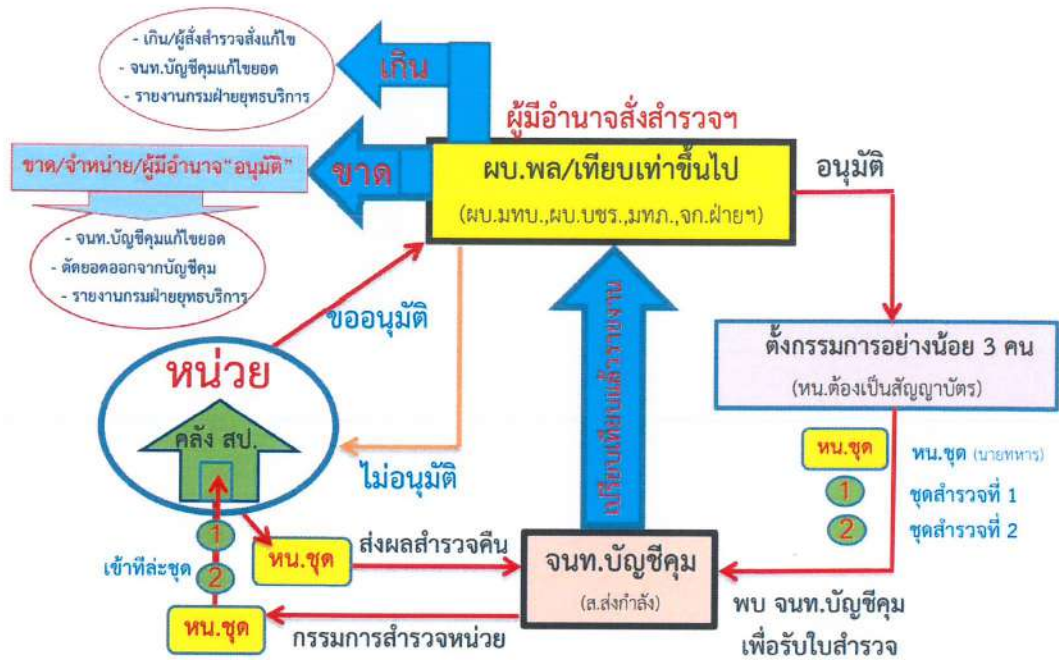 - เกิน/ผู้สั่งสำรวจสั่งแก้ไข
- จนท.บัญชีคุมแก้ไขยอด
- รายงานกรมฝ่ายยุทธบริการ
เกิน
ผู้มีอำนาจสั่งสำรวจฯ
ขาด/จำหน่าย/ผู้มีอำนาจ"อนุมัติ"
ขาด
ผบ.พล/เทียบเท่าขึ้นไป
(ผบ.มทบ.,ผบ.บชร.,มทภ.,จก.ฝ่ายฯ)
อนุมัติ
- จนท.บัญชีคุมแก้ไขยอด
- ตัดยอดออกจากบัญชีคุม
- รายงานกรมฝ่ายยุทธบริการ
ขออนุมัติ
เปรียบเทียบแล้วรายงาน
ตั้งกรรมการอย่างน้อย 3 คน
(หน.ต้องเป็นสัญญาบัตร)
หน่วย
คลัง สป.
ไม่อนุมัติ
หน.ชุด
หน.ชุด (นายทหาร)
1
ชุดสำรวจที่ 1
2
ชุดสำรวจที่ 2
1
เข้าทีล่ะชุด
2
หน.ชุด
ส่งผลสำรวจคืน
จนท.บัญชีคุม
(ส.ส่งกำลัง)
หน.ชุด
กรรมการสำรวจหน่วย
พบ จนท.บัญชีคุม
เพื่อรับใบสำรวจ